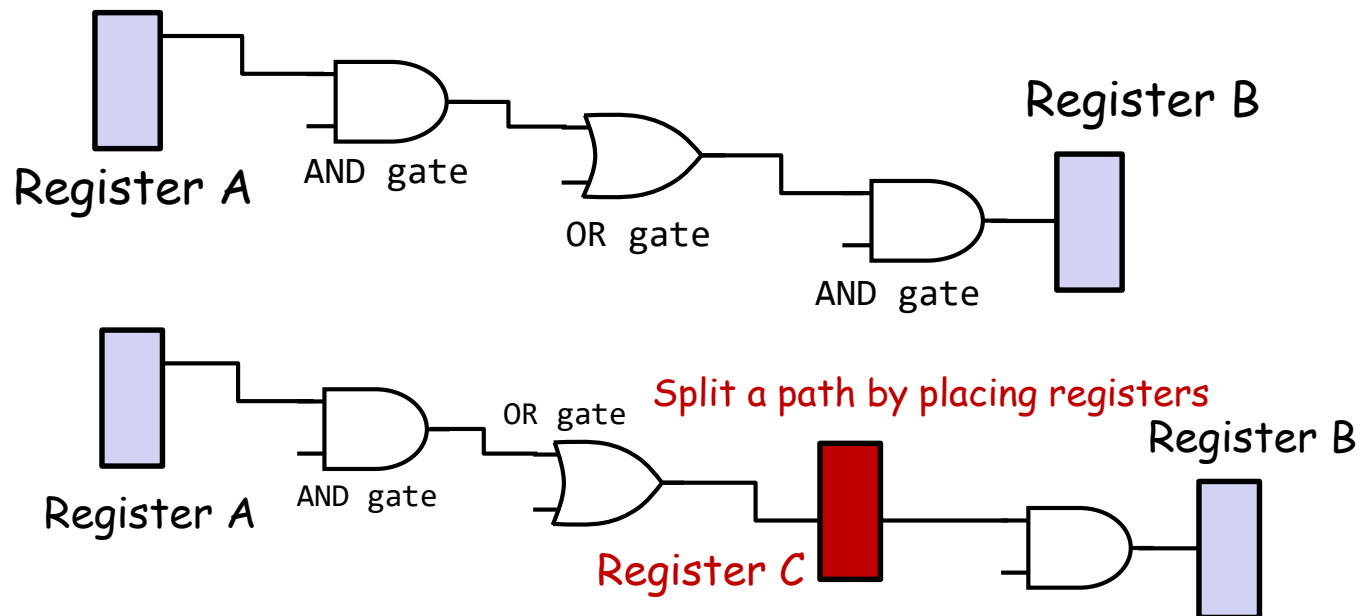 Register B
AND gate
Register A
OR gate
AND gate
Split a path by placing registers
OR gate
Register B
AND gate
Register A
Register C